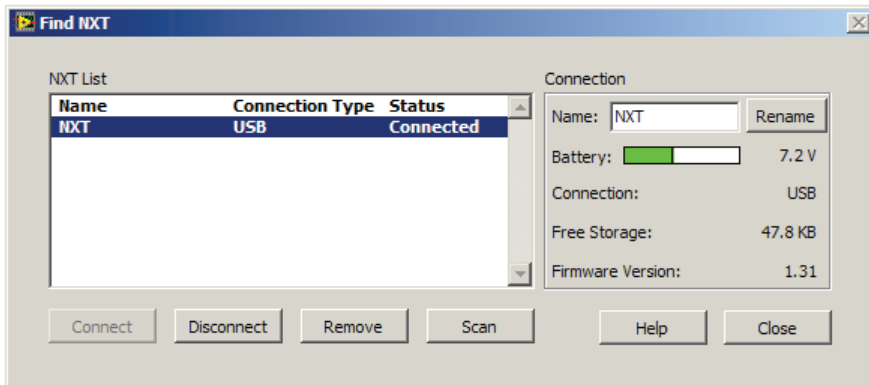 Find NXT
NXT List
Name Connection Type Status
NXT USB Connected
Connection
Name: NXT Rename
Battery: 7.2 V
Connection: USB
Free Storage: 47.8 KB
Firmware Version: 1.31
Connect Disconnect Remove Scan Help Close